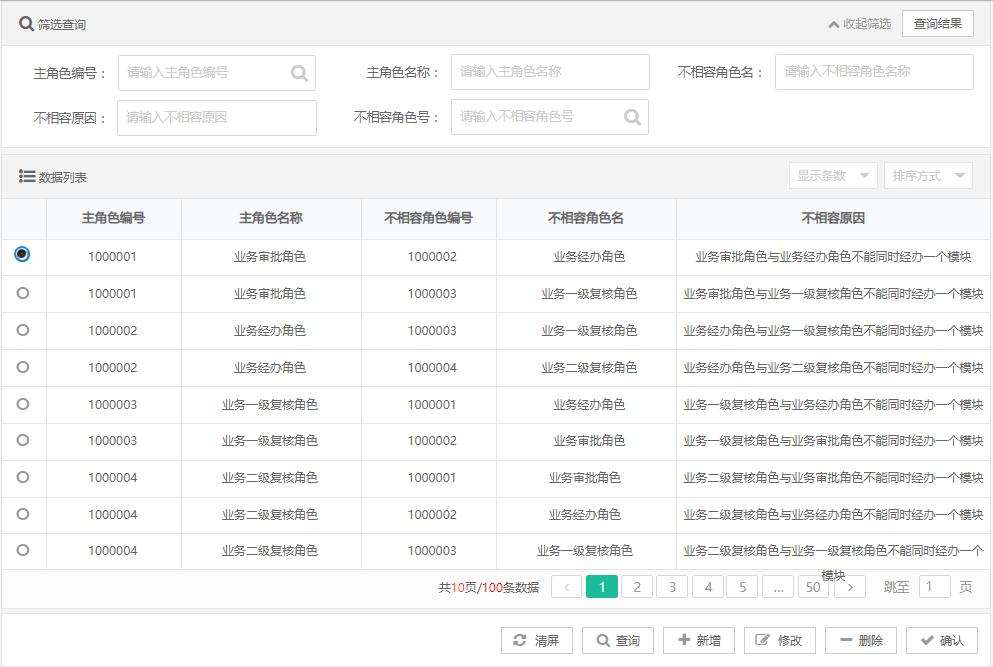 筛选查询 收起筛选 查询结果
主角色编号： 请输入主角色编号 主角色名称： 请输入主角色名称 不相容角色名： 请输入不相容角色名称
不相容原因： 请输入不相容原因 不相容角色号： 请输入不相容角色号
数据列表 显示条数 排序方式
主角色编号 主角色名称 不相容角色编号 不相容角色名 不相容原因
1000001 业务审批角色 1000002 业务经办角色 业务审批角色与业务经办角色不能同时经办一个模块
1000001 业务审批角色 1000003 业务一级复核角色 业务审批角色与业务一级复核角色不能同时经办一个模块
1000002 业务经办角色 1000003 业务一级复核角色 业务经办角色与业务一级复核角色不能同时经办一个模块
1000002 业务经办角色 1000004 业务二级复核角色 业务经办角色与业务二级复核角色不能同时经办一个模块
1000003 业务一级复核角色 1000001 业务经办角色 业务一级复核角色与业务经办角色不能同时经办一个模块
1000003 业务一级复核角色 1000002 业务审批角色 业务一级复核角色与业务审批角色不能同时经办一个模块
1000004 业务二级复核角色 1000001 业务审批角色 业务二级复核角色与业务审批角色不能同时经办一个模块
1000004 业务二级复核角色 1000002 业务经办角色 业务二级复核角色与业务经办角色不能同时经办一个模块
1000004 业务二级复核角色 1000003 业务一级复核角色 业务二级复核角色与业务一级复核角色不能同时经办一个
模块
共10页/100条数据 < 1 2 3 4 5 ... 50 > 跳至 1 页
清屏 查询 新增 修改 删除 确认